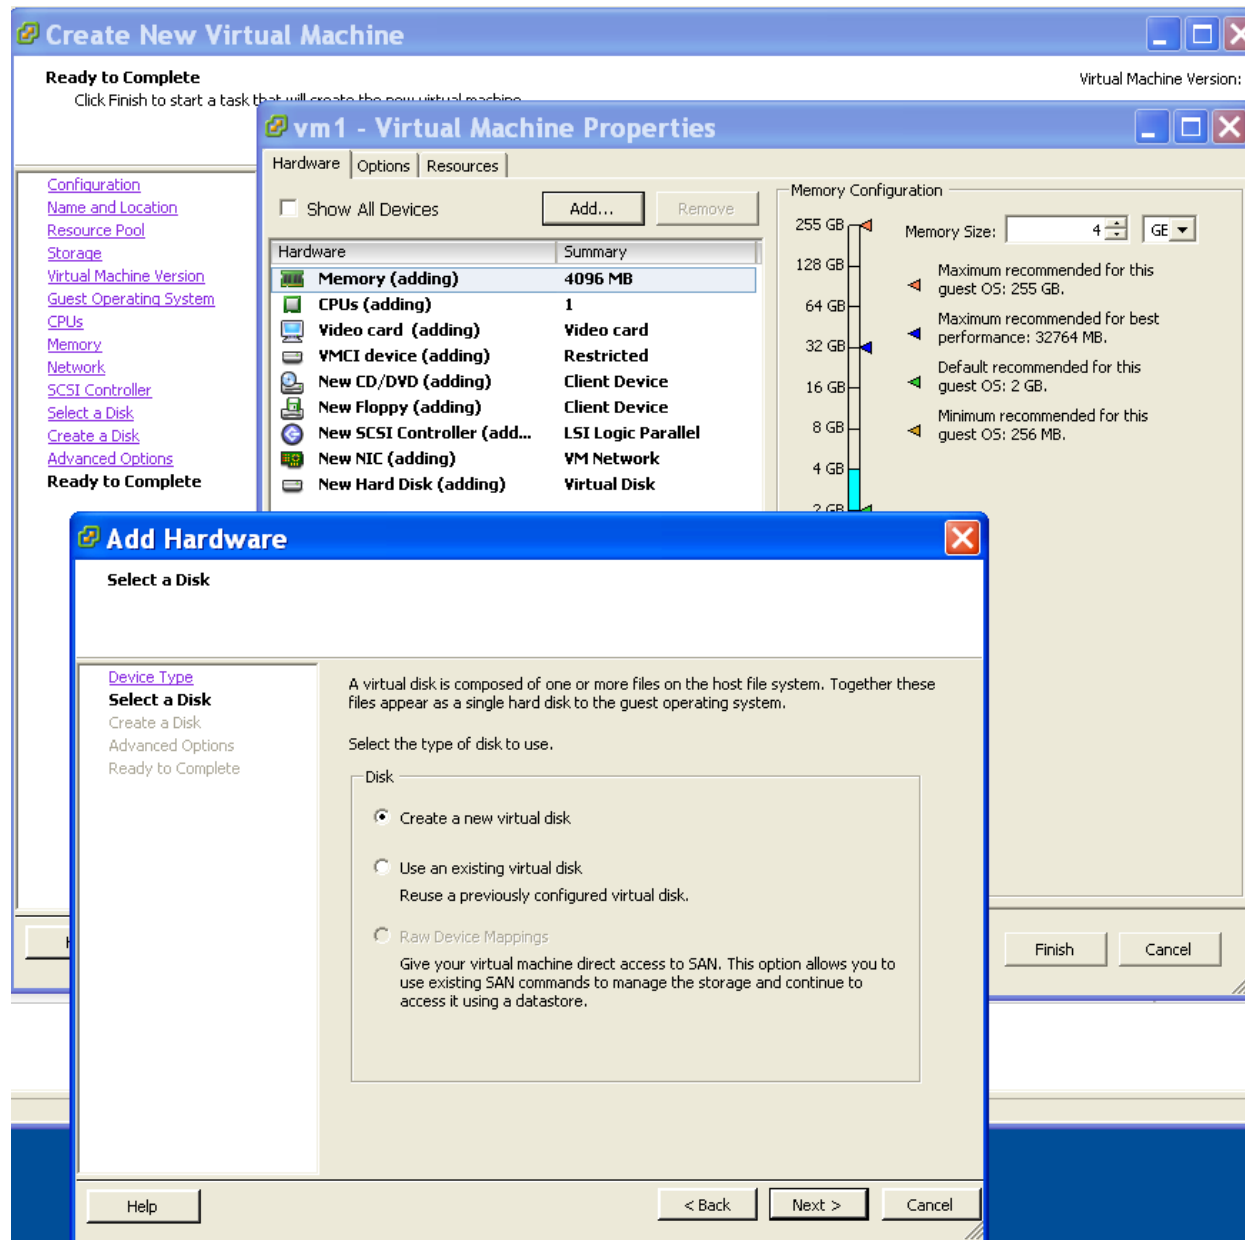 Create New Virtual Machine
Ready to Complete
Virtual Machine Version:
Click Finish to start a task that will create the new virtual machine
vm1 - Virtual Machine Properties
Hardware
Options
Resources
Configuration
Name and Location
Resource Pool
Storage
Virtual Machine Version
Guest Operating System
CPUs
Memory
Network
SCSI Controller
Select a Disk
Create a Disk
Advanced Options
Ready to Complete
Show All Devices
Add...
Remove
Hardware Summary
Memory (adding) 4096 MB
CPUs (adding) 1
Video card (adding) Video card
VMCI device (adding) Restricted
New CD/DVD (adding) Client Device
New Floppy (adding) Client Device
New SCSI Controller (add... LSI Logic Parallel
New NIC (adding) VM Network
New Hard Disk (adding) Virtual Disk
Memory Configuration
255 GB
128 GB
64 GB
32 GB
16 GB
8 GB
4 GB
2 GB
Memory Size: 4
Maximum recommended for this
guest OS: 255 GB.
Maximum recommended for best
performance: 32764 MB.
Default recommended for this
guest OS: 2 GB.
Minimum recommended for this
guest OS: 256 MB.
Finish
Cancel
Add Hardware
Select a Disk
Device Type
Select a Disk
Create a Disk
Advanced Options
Ready to Complete
A virtual disk is composed of one or more files on the host file system. Together these
files appear as a single hard disk to the guest operating system.
Select the type of disk to use.
Disk
Create a new virtual disk
Use an existing virtual disk
Reuse a previously configured virtual disk.
Raw Device Mappings
Give your virtual machine direct access to SAN. This option allows you to
use existing SAN commands to manage the storage and continue to
access it using a datastore.
Help
< Back
Next >
Cancel